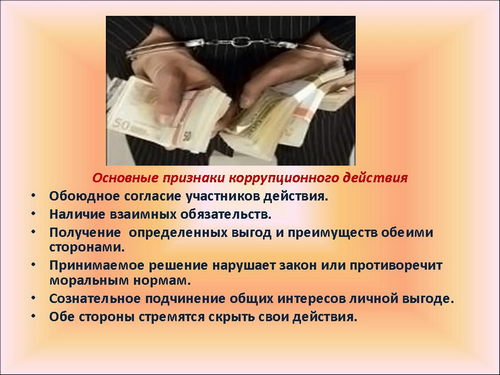 50
Основные признаки коррупционного действия
• Обоюдное согласие участников действия.
• Наличие взаимных обязательств.
• Получение определенных выгод и преимуществ обеими
сторонами.
• Принимаемое решение нарушает закон или противоречит
моральным нормам.
• Сознательное подчинение общих интересов личной выгоде.
• Обе стороны стремятся скрыть свои действия.